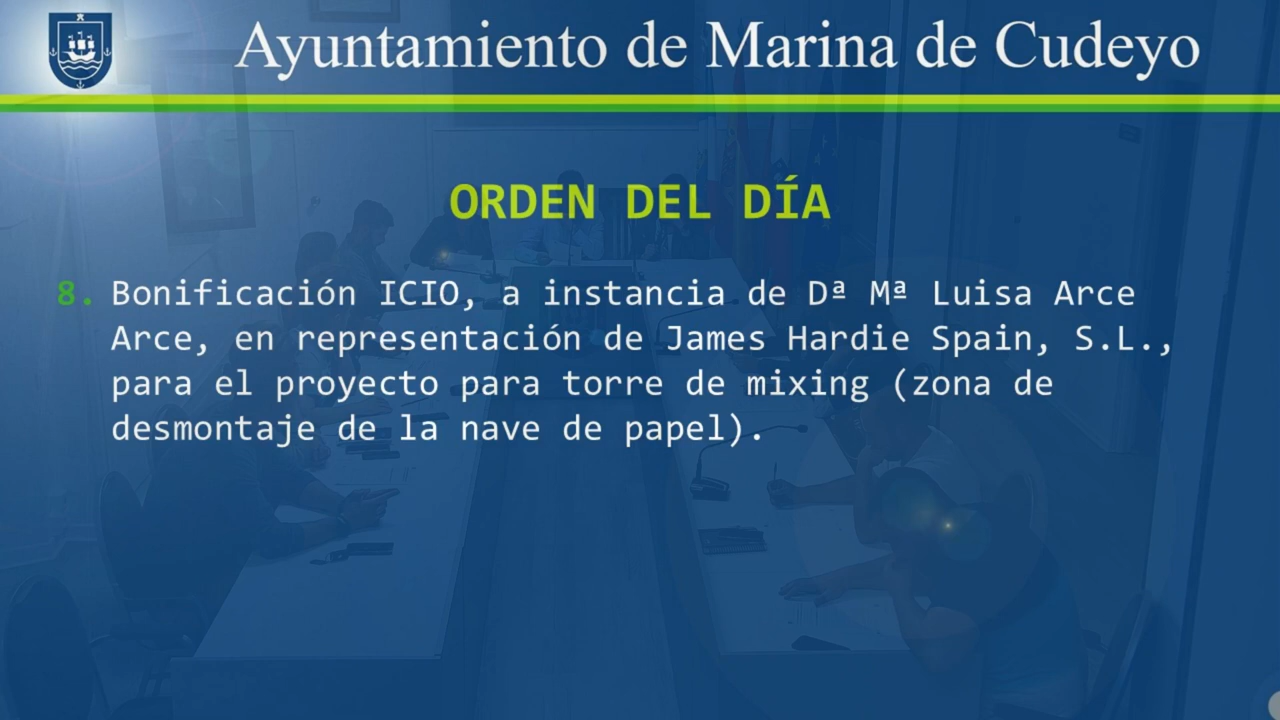 Ayuntamiento de Marina de Cudeyo
ORDEN DEL DÍA
8. Bonificación ICIO, a instancia de Dª Mª Luisa Arce
Arce, en representación de James Hardie Spain, S.L.,
para el proyecto para torre de mixing (zona de
desmontaje de la nave de papel).